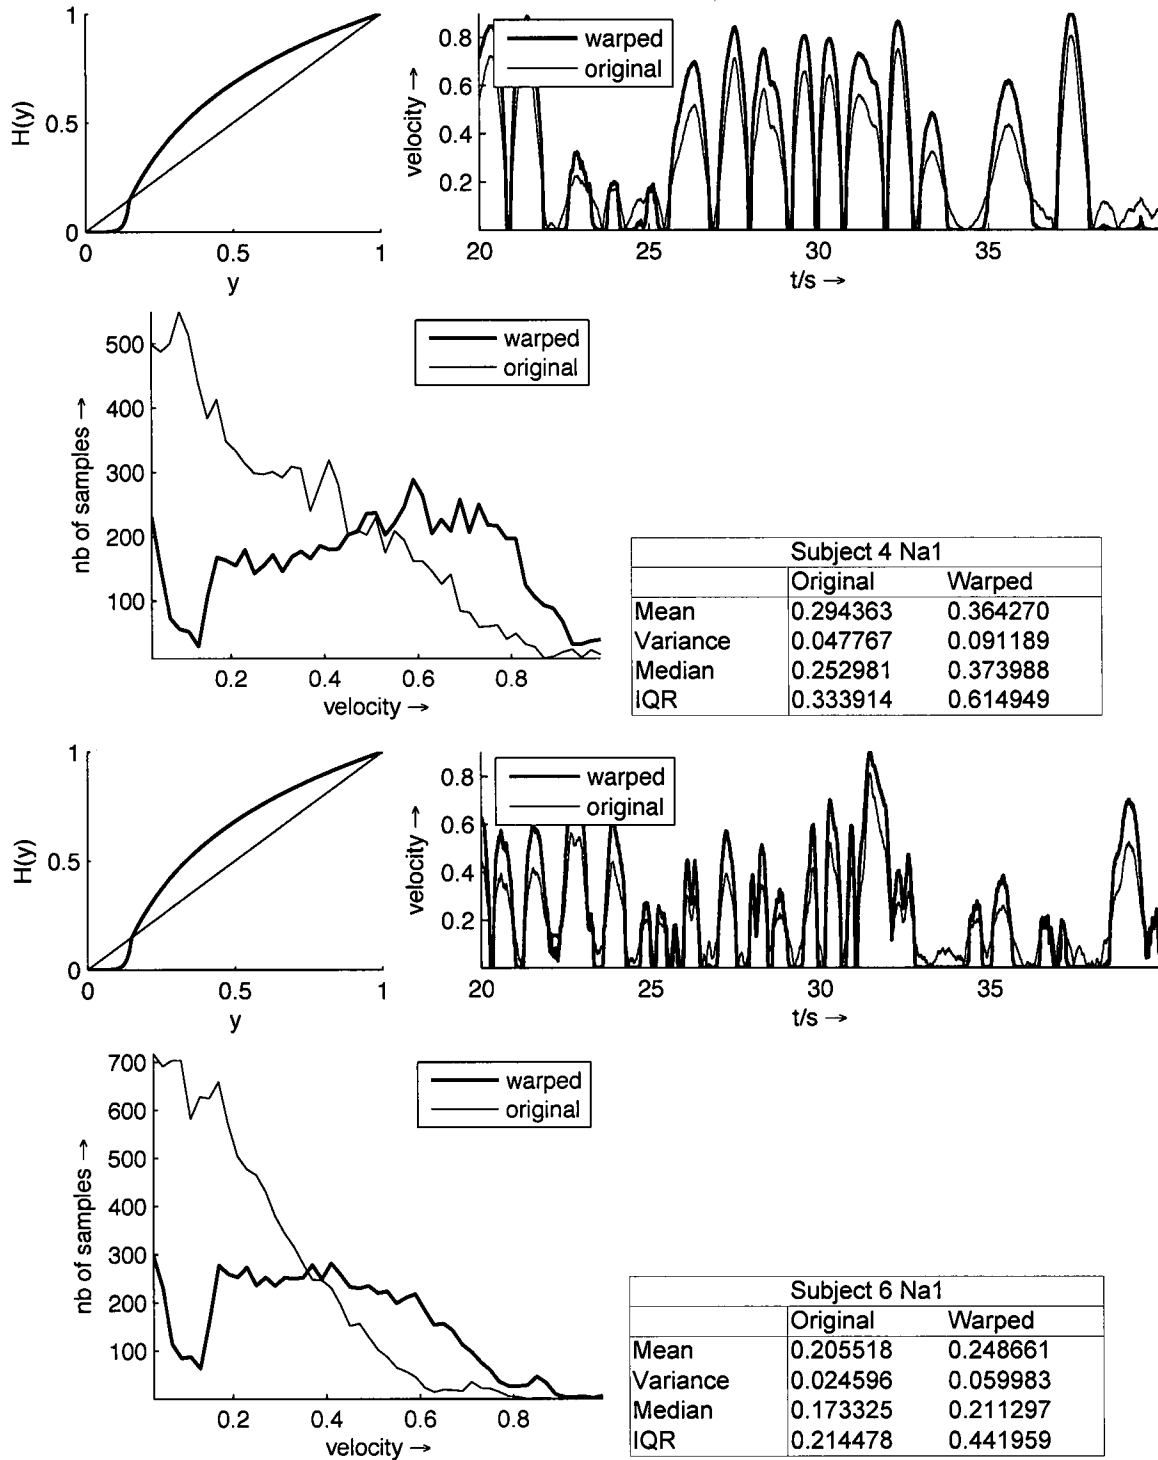 1
0.5
0
H(y)
0
0.5
1
y
0.8
0.6
0.4
0.2
velocity →
warped
original
20
25
30
35
t/s →
500
400
300
200
100
nb of samples →
warped
original
0.2
0.4
0.6
0.8
velocity →
Subject 4 Na1
Original Warped
Mean 0.294363 0.364270
Variance 0.047767 0.091189
Median 0.252981 0.373988
IQR 0.333914 0.614949
1
0.5
0
H(y)
0
0.5
1
y
0.8
0.6
0.4
0.2
velocity →
warped
original
20
25
30
35
t/s →
700
600
500
400
300
200
100
nb of samples →
warped
original
0.2
0.4
0.6
0.8
velocity →
Subject 6 Na1
Original Warped
Mean 0.205518 0.248661
Variance 0.024596 0.059983
Median 0.173325 0.211297
IQR 0.214478 0.441959